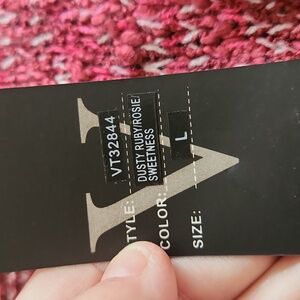 V
STYLE: VT32844
COLOR: DUSTY RUBY/ROSIE/
SWEETNESS
SIZE: L